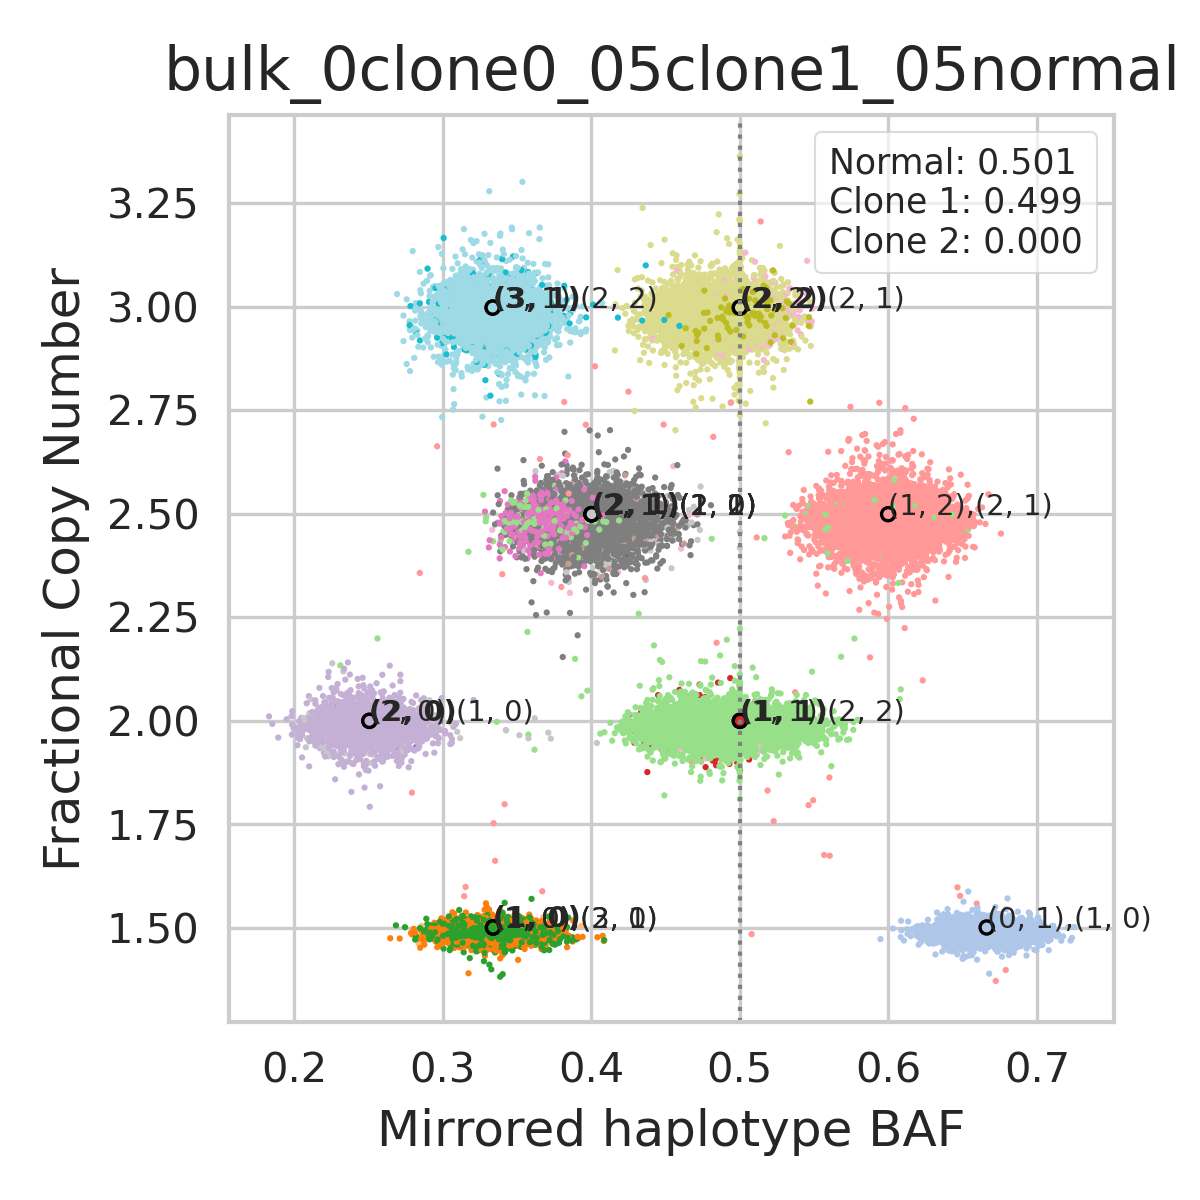 bulk_0clone0_05clone1_05normal
Normal: 0.501
Clone 1: 0.499
Clone 2: 0.000
Fractional Copy Number
3.25
3.00
2.75
2.50
2.25
2.00
1.75
1.50
(3, 1) (2, 2)
(2, 2) (2, 1)
(2, 1)
(1, 2),(2, 1)
(2, 0) (1, 0)
(1, 1) (2, 2)
(1, 0)
(0, 1),(1, 0)
0.2 0.3 0.4 0.5 0.6 0.7
Mirrored haplotype BAF